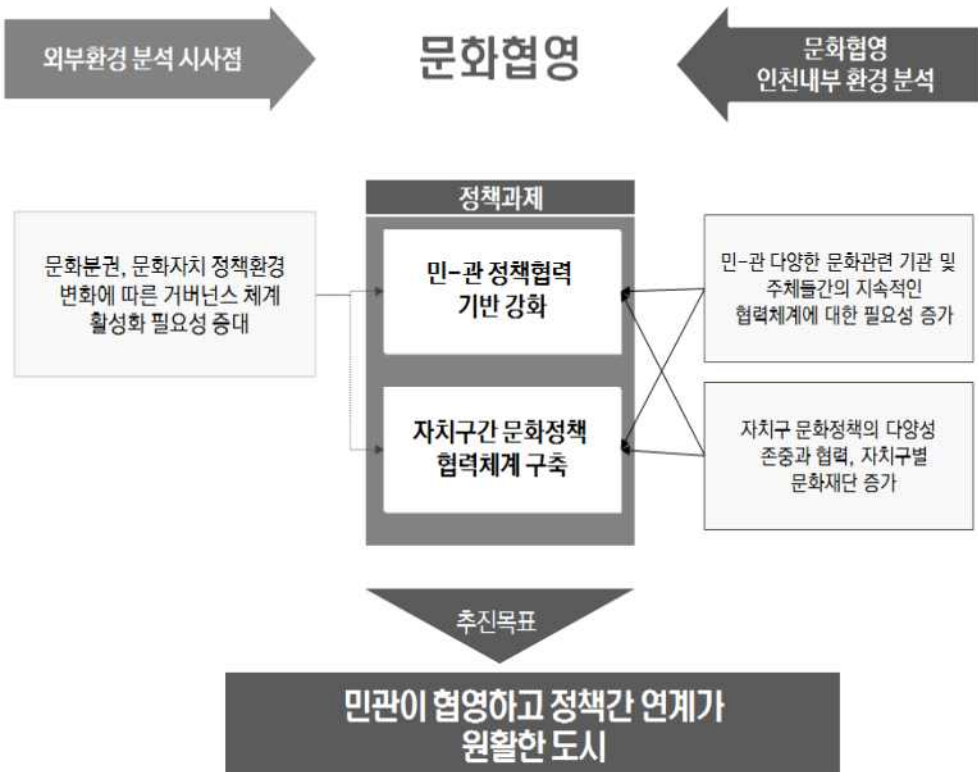 외부환경 분석 시사점
문화협영
문화협영
인천내부 환경 분석
정책과제
문화분권, 문화자치 정책환경
변화에 따른 거버넌스 체계
활성화 필요성 증대
민-관 정책협력
기반 강화
민-관 다양한 문화관련 기관 및
주체들간의 지속적인
협력체계에 대한 필요성 증가
자치구간 문화정책
협력체계 구축
자치구 문화정책의 다양성
존중과 협력, 자치구별
문화재단 증가
추진목표
민관이 협영하고 정책간 연계가
원활한 도시